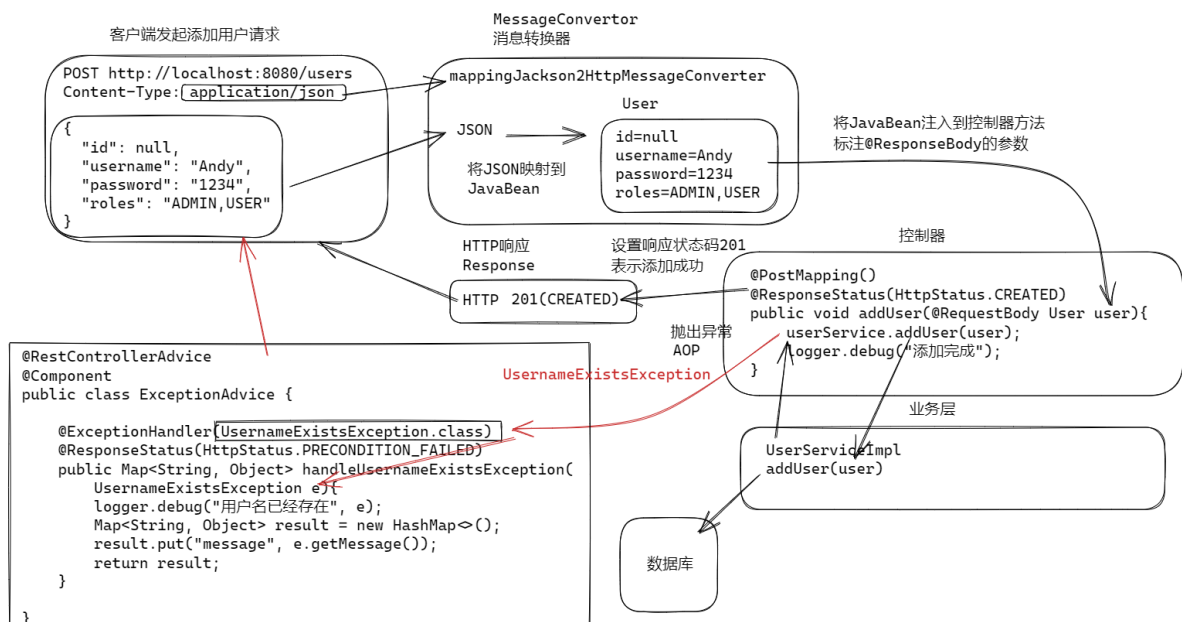 客户端发起添加用户请求
POST http://localhost:8080/users
Content-Type: application/json
{
"id": null,
"username": "Andy",
"password": "1234",
"roles": "ADMIN,USER"
}
MessageConvertor
消息转换器
mappingJackson2HttpMessageConverter
User
JSON
id=null
username=Andy
password=1234
roles=ADMIN,USER
将JSON映射到
JavaBean
将JavaBean注入到控制器方法
标注@ResponseBody的参数
HTTP响应
Response
设置响应状态码201
表示添加成功
HTTP 201(CREATED)
控制器
@PostMapping()
@ResponseStatus(HttpStatus.CREATED)
public void addUser(@RequestBody User user){
userService.addUser(user);
logger.debug("添加完成");
}
抛出异常
AOP
UsernameExistsException
@RestControllerAdvice
@Component
public class ExceptionAdvice {
@ExceptionHandler(UsernameExistsException.class)
@ResponseStatus(HttpStatus.PRECONDITION_FAILED)
public Map<String, Object> handleUsernameExistsException(
UsernameExistsException e){
logger.debug("用户名已经存在", e);
Map<String, Object> result = new HashMap<>();
result.put("message", e.getMessage());
return result;
}
}
业务层
UserServiceImpl
addUser(user)
数据库